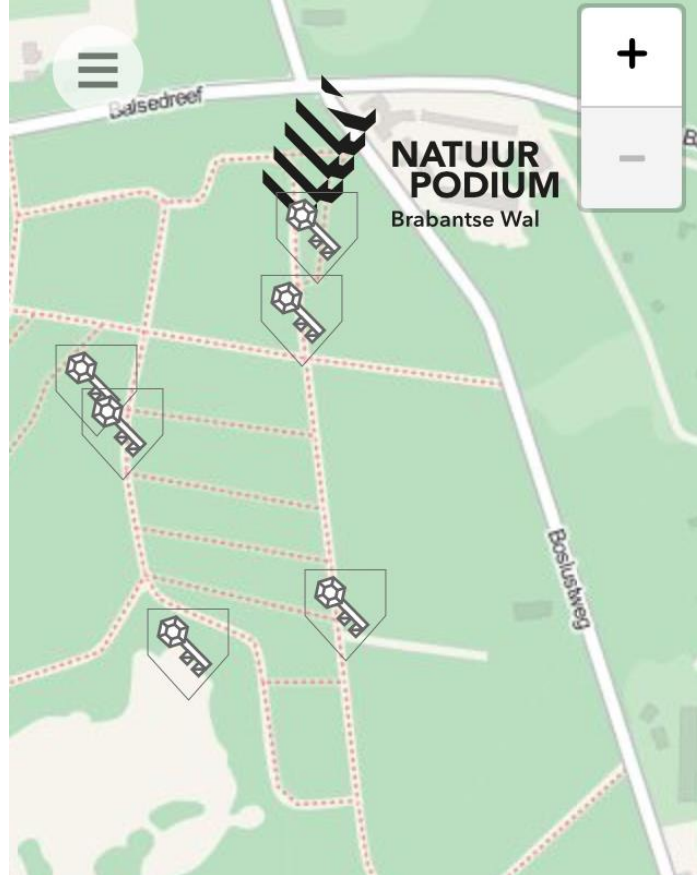 Balsedreef
NATUUR
PODIUM
Brabantse Wal
+
-
B
Boslustweg